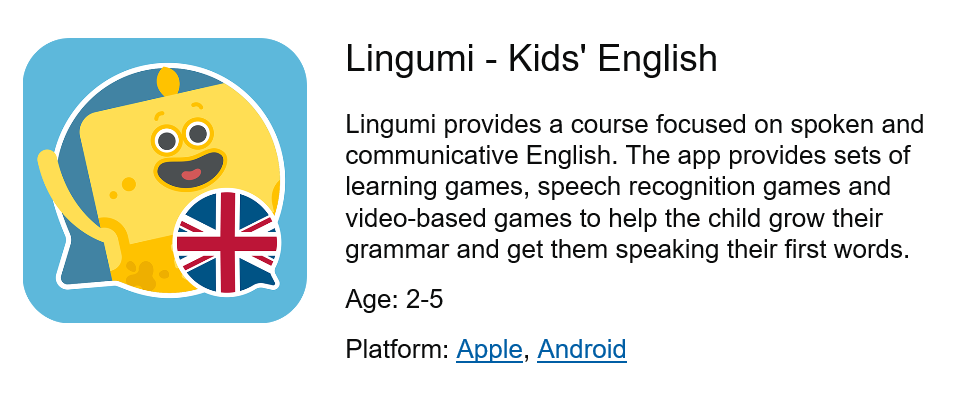 Lingumi - Kids' English
Lingumi provides a course focused on spoken and
communicative English. The app provides sets of
learning games, speech recognition games and
video-based games to help the child grow their
grammar and get them speaking their first words.
Age: 2-5
Platform: Apple, Android